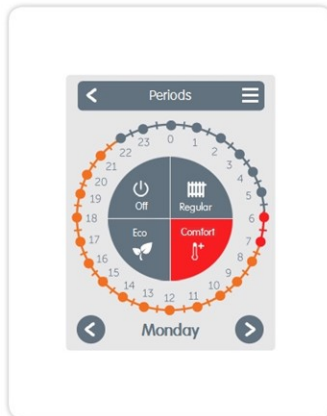 Periods
23 0 1
22 2
21 3
20 4
19 5
18 6
17 7
16 8
15 9
14 10
13 12 11
Off
Regular
Eco
Comfort
Monday